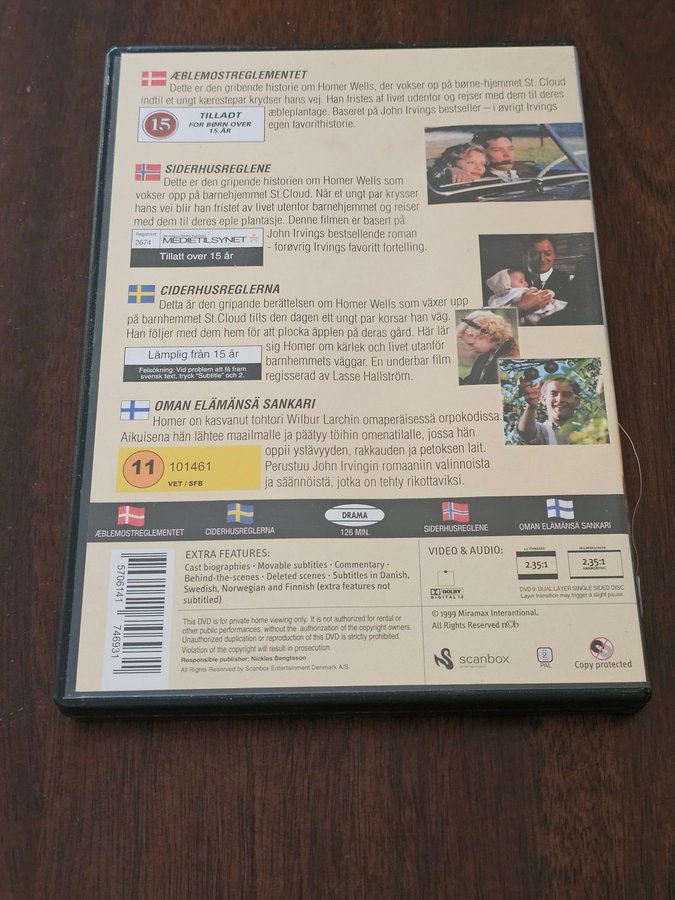 ÆBLEMOSTREGLEMENTET
Dette er den gribende historie om Homer Wells, der vokser op på børne-hjemmet St. Cloud
indtil et ungt kærestepar krydser hans vej. Han fristes af livet udenfor og rejser med dem til deres
æbleplantage. Baseret på John Irvings bestseller – i øvrigt Irvings
egen favorithistorie.
15
TILLADT
FOR BØRN OVER
15 ÅR
SIDERHUSREGLENE
Dette er den gripende historien om Homer Wells som
vokser opp på barnehjemmet St.Cloud. Når et ungt par krysser
hans vei blir han fristet av livet utenfor barnehjemmet og reiser
med dem til deres eple plantasje. Denne filmen er basert på
John Irvings bestsellende roman
- forøvrig Irvings favoritt fortelling.
Registrert
2674
MEDIETILSYNET
Tillatt over 15 år
CIDERHUSREGLERNA
Detta är den gripande berättelsen om Homer Wells som växer upp
på barnhemmet St.Cloud tills den dagen ett ungt par korsar han väg.
Han följer med dem hem för att plocka äpplen på deras gård. Här lär
sig Homer om kärlek och livet utanför
barnhemmets väggar. En underbar film
regisserad av Lasse Hallström.
Lämplig från 15 år
Felsökning: Vid problem att få fram
svensk text, tryck "Subtitle" och 2.
OMAN ELÄMÄNSÄ SANKARI
Homer on kasvanut tohtori Wilbur Larchin omaperäisessä orpokodissa.
Aikuisena hän lähtee maailmalle ja päätyy töihin omenatilalle, jossa hän
oppii ystävyyden, rakkauden ja petoksen lait.
Perustuu John Irvingin romaaniin valinnoista
ja säännöistä, jotka on tehty rikottaviksi.
11 101461
VET / SFB
ÆBLEMOSTREGLEMENTET
CIDERHUSREGLERNA
DRAMA
126 MIN.
SIDERHUSREGLENE
OMAN ELÄMÄNSÄ SANKARI
EXTRA FEATURES:
Cast biographies · Movable subtitles · Commentary ·
Behind-the-scenes · Deleted scenes · Subtitles in Danish,
Swedish, Norwegian and Finnish (extra features not
subtitled)
This DVD is for private home viewing only. It is not authorized for rental or
other public performances, without the authorization of the copyright owners.
Unauthorized duplication or reproduction of this DVD is strictly prohibited.
Violation of the copyright will result in prosecution.
Responsible publisher: Nicklas Bengtsson
All Rights Reserved by Scanbox Entertainment Denmark A/S
5706141 746931
VIDEO & AUDIO:
2.35:1
2.35:1
ANAMORPHIC
DOLBY
DIGITAL
DVD 9: DUAL LAYER SINGLE SIDED DISC
Layer transition may trigger a slight pause.
© 1999 Miramax Interantional.
All Rights Reserved
scanbox
2
PAL
Copy protected